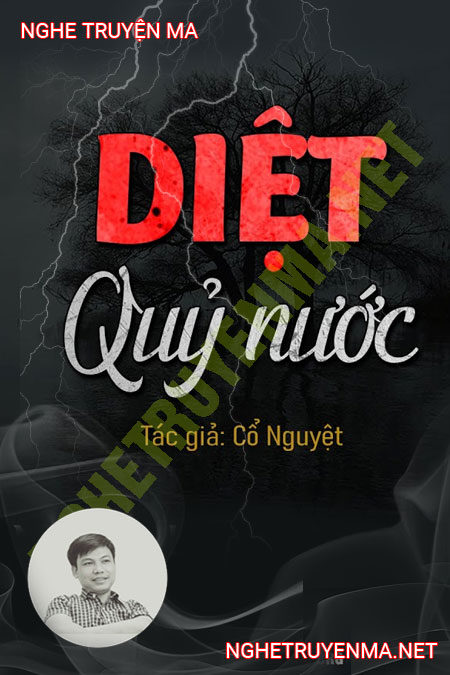 NGHE TRUYỆN MA
DIỆT
Quỷ nước
Tác giả: Cổ Nguyệt
NGHETRUYENMA.NET
NGHETRUYENMA.NET